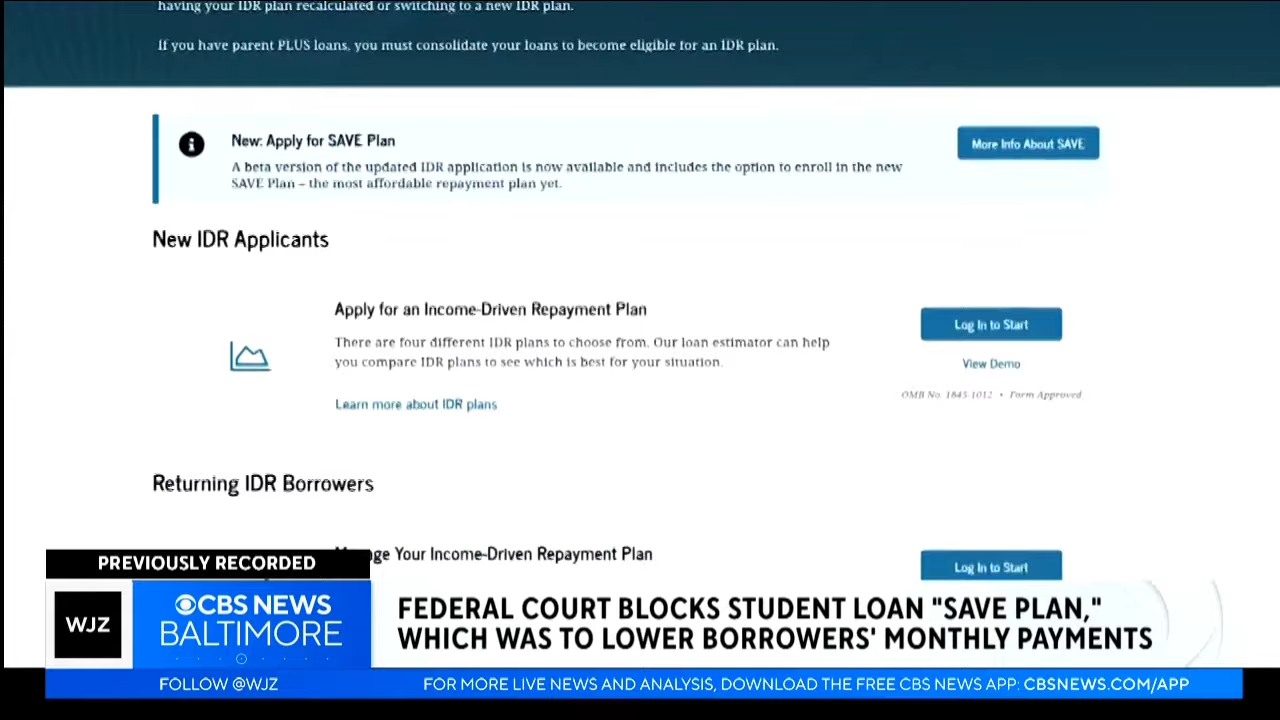 having your IDR plan recalculated or switching to a new IDR plan.
If you have parent PLUS loans, you must consolidate your loans to become eligible for an IDR plan.
New: Apply for SAVE Plan
A beta version of the updated IDR application is now available and includes the option to enroll in the new
SAVE Plan – the most affordable repayment plan yet.
More Info About SAVE
New IDR Applicants
Apply for an Income-Driven Repayment Plan
There are four different IDR plans to choose from. Our loan estimator can help
you compare IDR plans to see which is best for your situation.
Learn more about IDR plans
Log In to Start
View Demo
OMB No. 1845-1012 • Form Approved
Returning IDR Borrowers
ge Your Income-Driven Repayment Plan
Log In to Start
PREVIOUSLY RECORDED
WJZ
CBS NEWS
BALTIMORE
FEDERAL COURT BLOCKS STUDENT LOAN "SAVE PLAN,"
WHICH WAS TO LOWER BORROWERS' MONTHLY PAYMENTS
FOLLOW @WJZ
FOR MORE LIVE NEWS AND ANALYSIS, DOWNLOAD THE FREE CBS NEWS APP: CBSNEWS.COM/APP